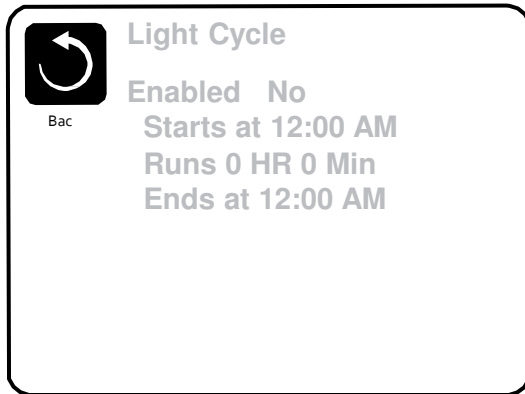 Light Cycle
Enabled No
Bac
Starts at 12:00 AM
Runs 0 HR 0 Min
Ends at 12:00 AM